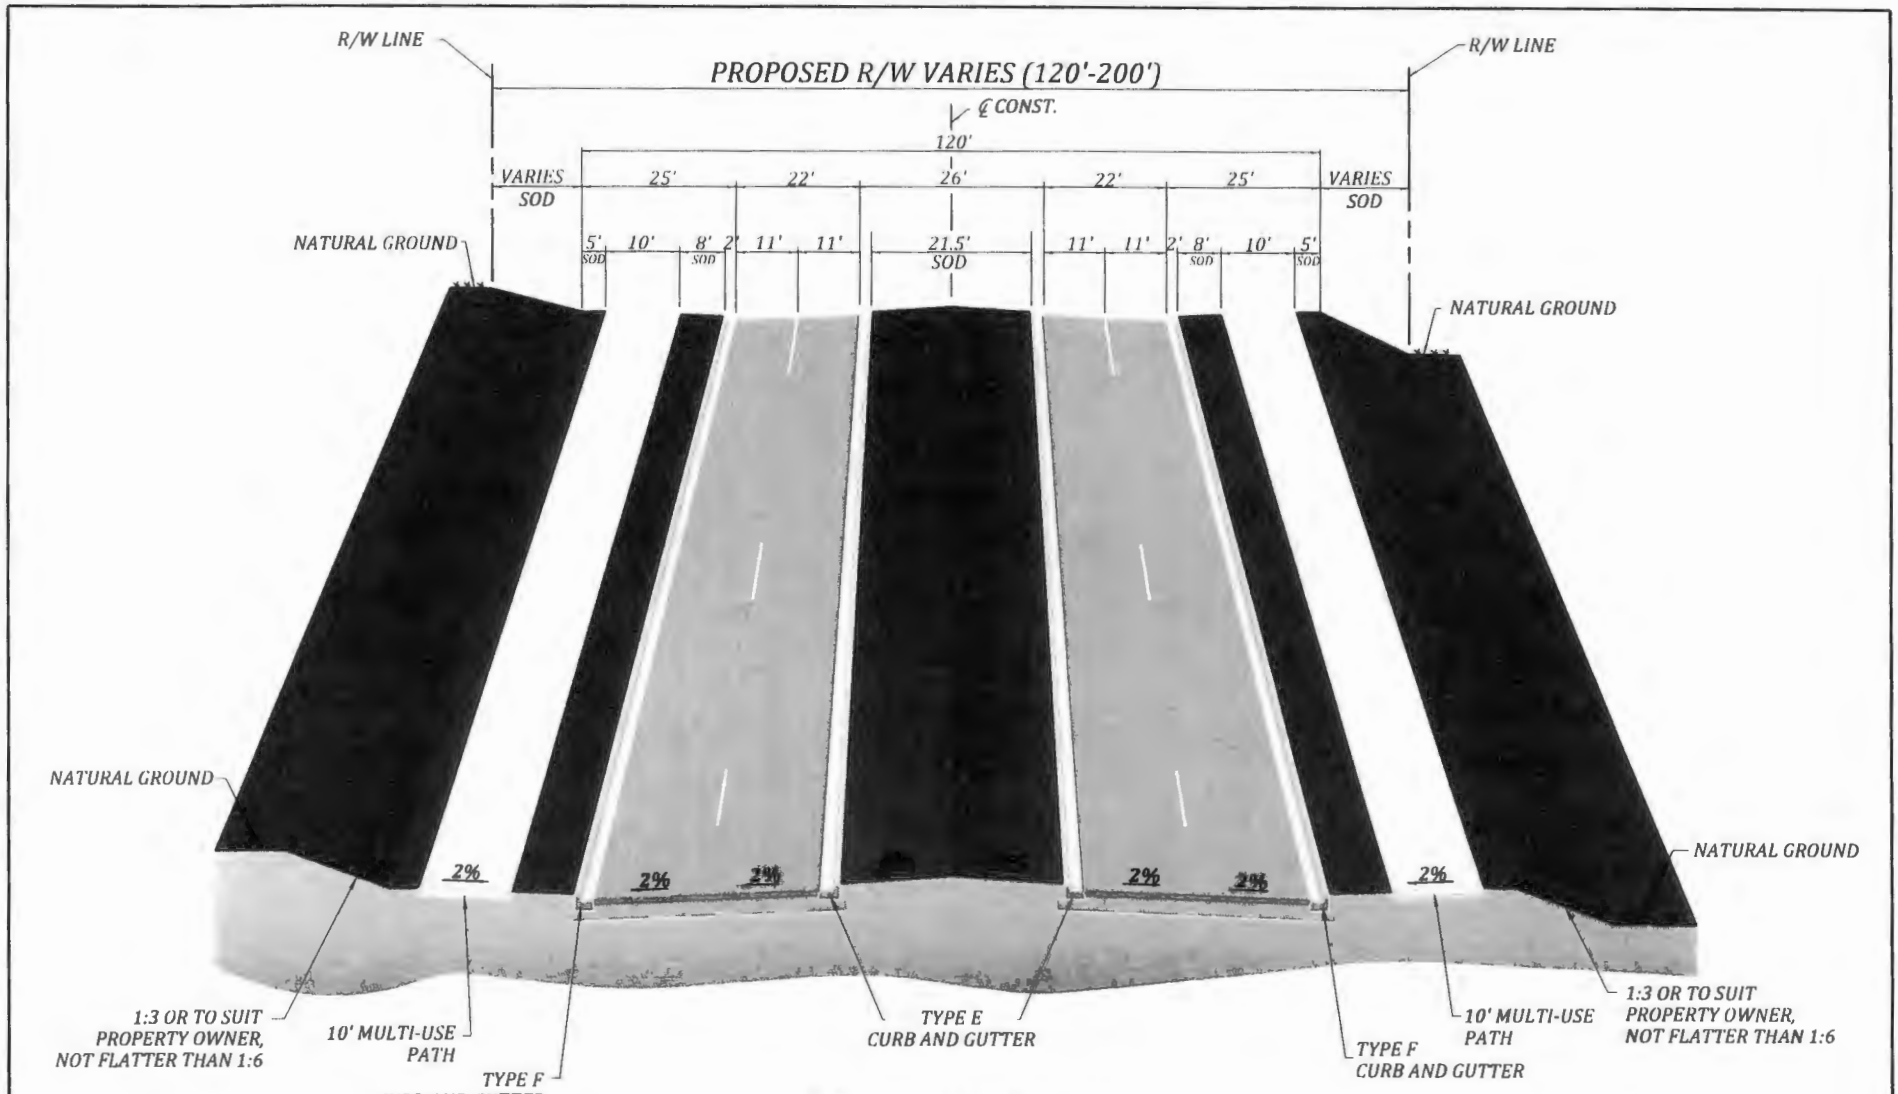 R/W LINE
R/W LINE
PROPOSED R/W VARIES (120'-200')
℄ CONST.
120'
VARIES 25' 22' 26' 22' 25' VARIES
SOD SOD
NATURAL GROUND
5' 10' 8' 2' 11' 11' 21.5' 11' 11' 2' 8' 10' 5'
SOD SOD SOD SOD SOD
NATURAL GROUND
NATURAL GROUND
NATURAL GROUND
2% 2% 2% 2% 2% 2%
1:3 OR TO SUIT
PROPERTY OWNER,
NOT FLATTER THAN 1:6
10' MULTI-USE
PATH
TYPE F
TYPE E
CURB AND GUTTER
TYPE F
CURB AND GUTTER
10' MULTI-USE
PATH
1:3 OR TO SUIT
PROPERTY OWNER,
NOT FLATTER THAN 1:6